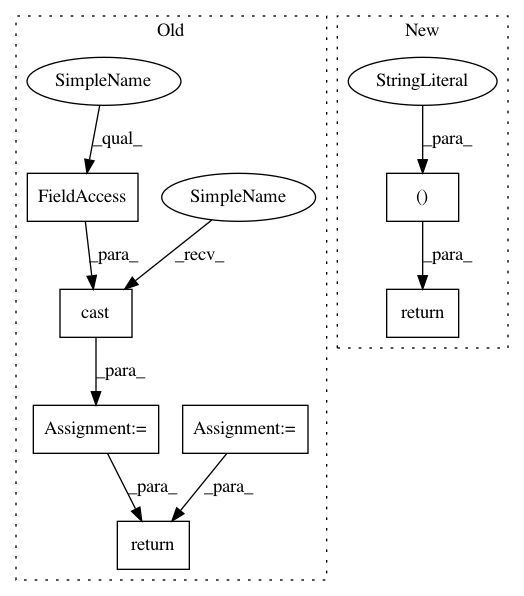 Old
New
SimpleName
StringLiteral
_qual_
_para_
FieldAccess
SimpleName
()
_para_
_recv_
_para_
cast
return
_para_
Assignment:=
Assignment:=
_para_
_para_
return